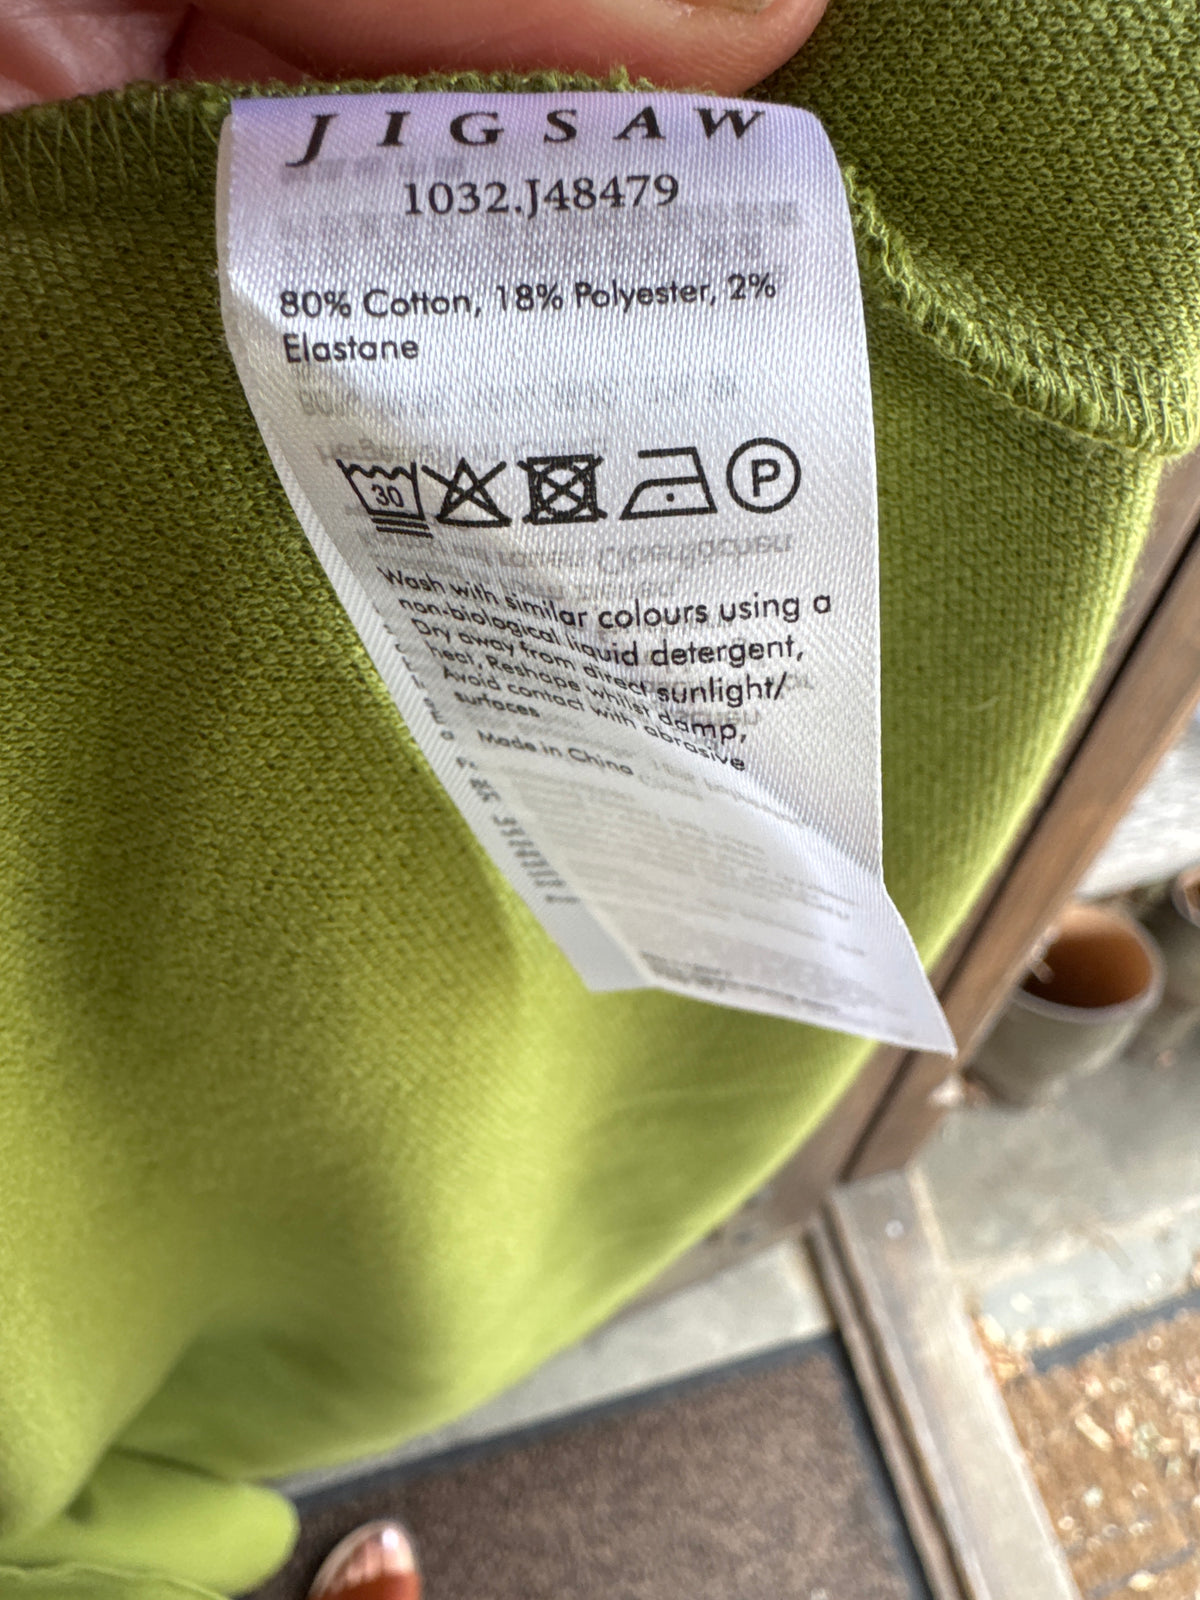 JIGSAW
1032.J48479
80% Cotton, 18% Polyester, 2%
Elastane
30
P
Wash with similar colours using a
non-biological liquid detergent,
Dry away from direct sunlight/
heat, Reshape whilst damp,
Avoid contact with abrasive
surfaces
Made in China